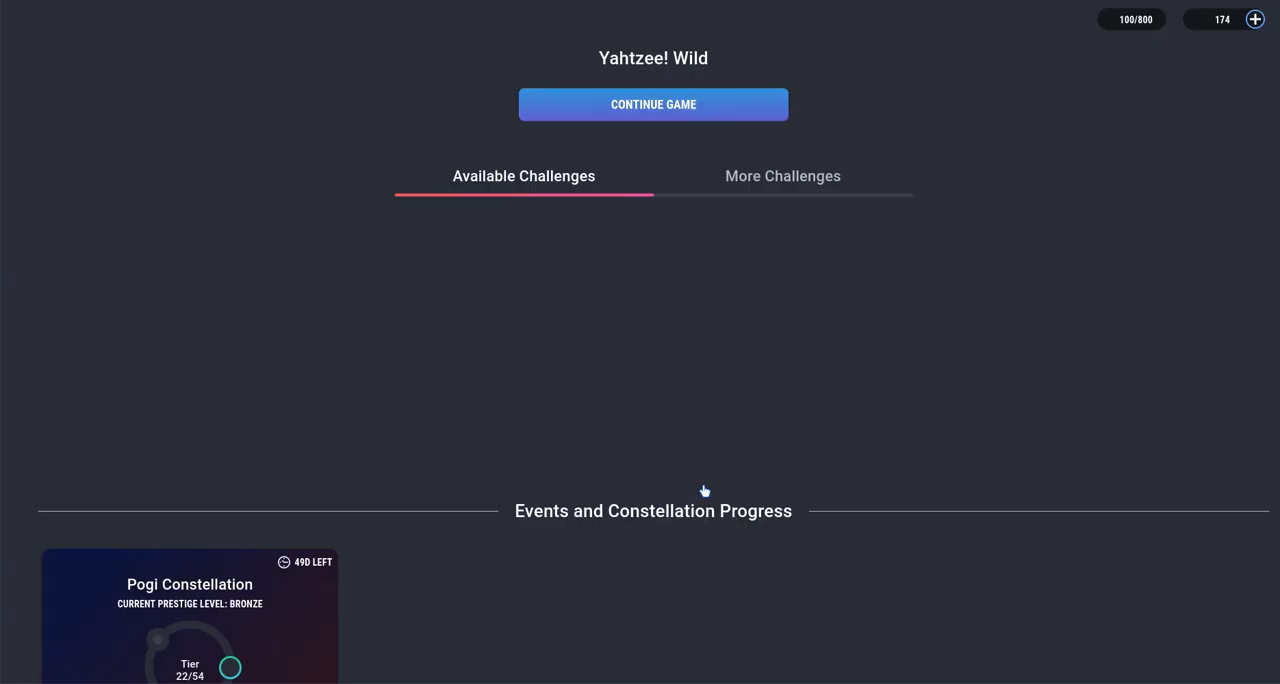 100/800
174
Yahtzee! Wild
CONTINUE GAME
Available Challenges
More Challenges
Events and Constellation Progress
49D LEFT
Pogi Constellation
CURRENT PRESTIGE LEVEL: BRONZE
Tier
22/54